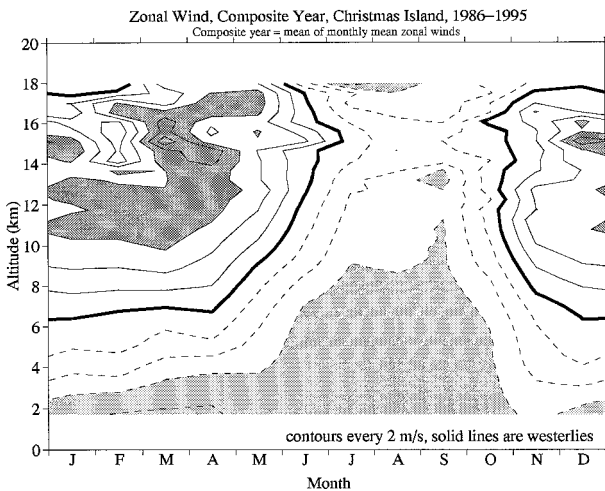 Zonal Wind, Composite Year, Christmas Island, 1986–1995
Composite year = mean of monthly mean zonal winds
20
18
16
14
12
10
8
6
4
2
0
Altitude (km)
contours every 2 m/s, solid lines are westerlies
J F M A M J J A S O N D
Month